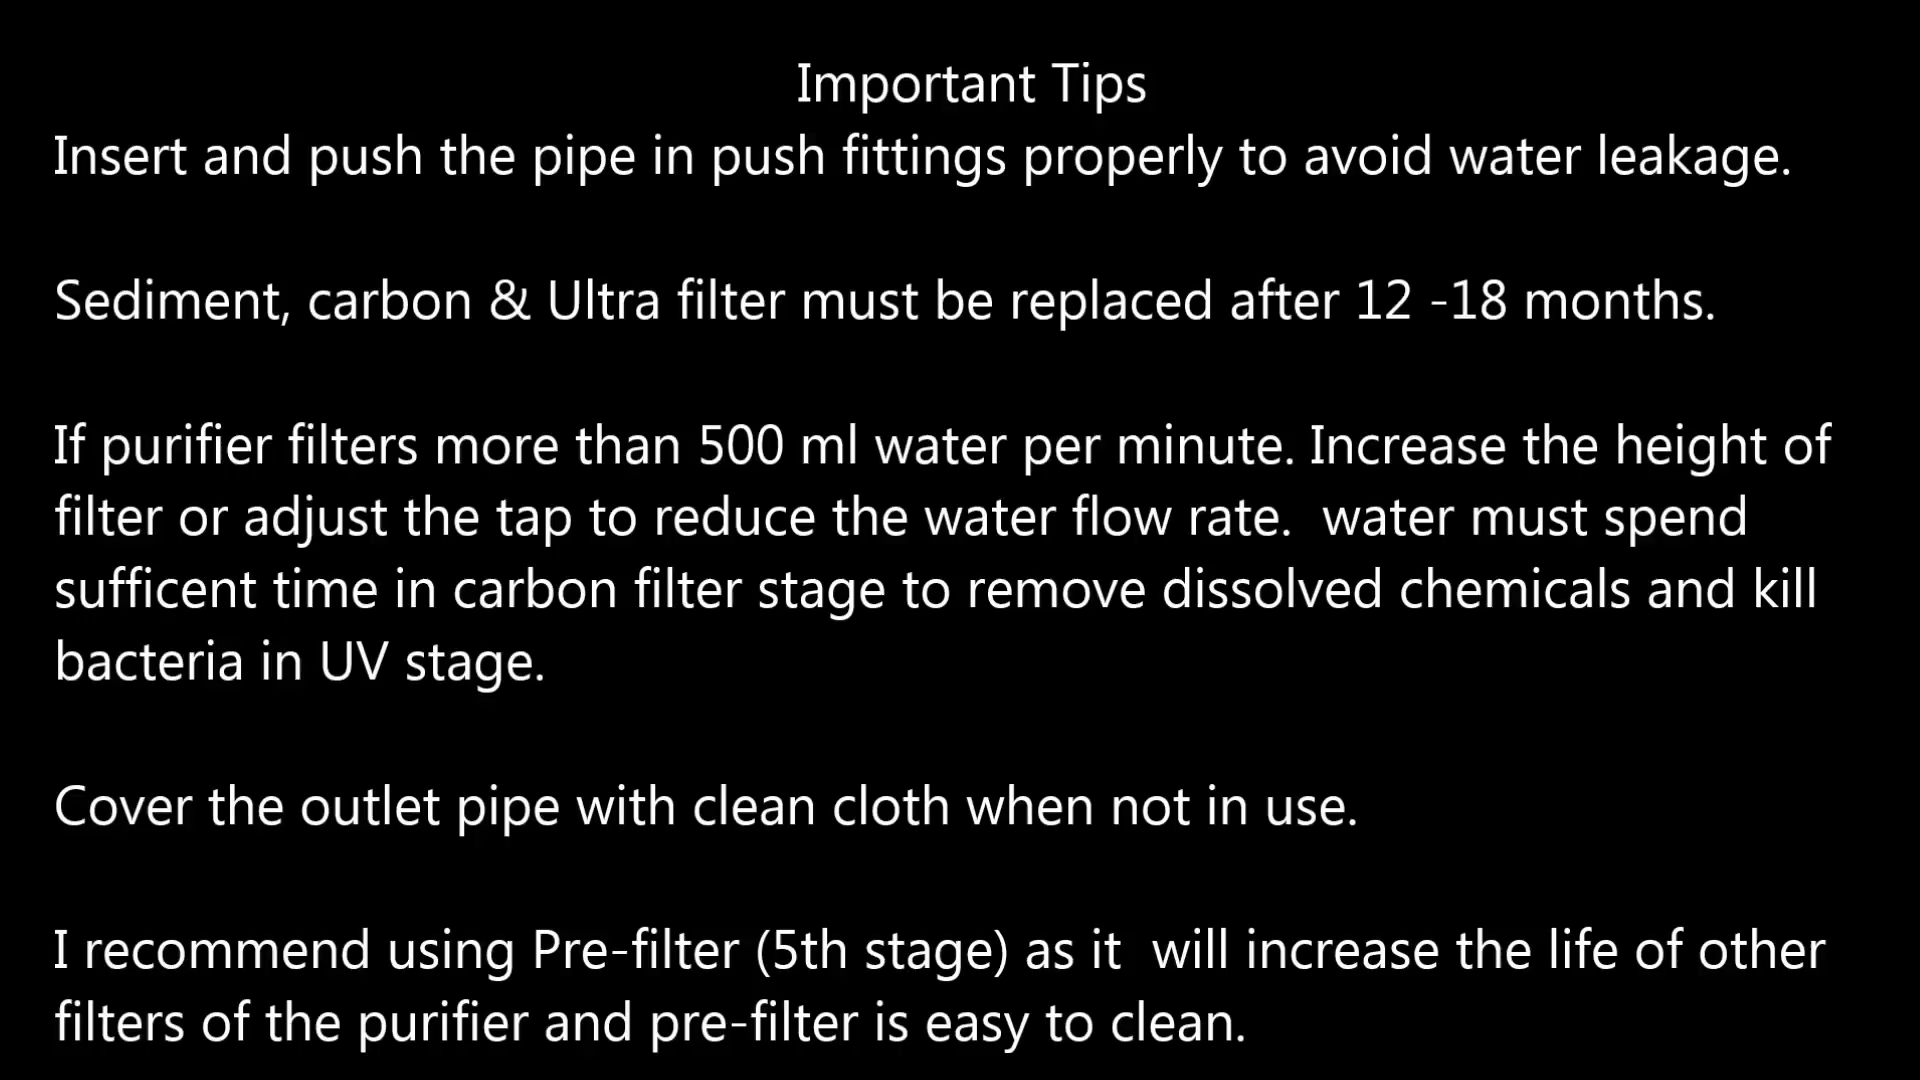 Important Tips
Insert and push the pipe in push fittings properly to avoid water leakage.
Sediment, carbon & Ultra filter must be replaced after 12 -18 months.
If purifier filters more than 500 ml water per minute. Increase the height of
filter or adjust the tap to reduce the water flow rate.  water must spend
sufficent time in carbon filter stage to remove dissolved chemicals and kill
bacteria in UV stage.
Cover the outlet pipe with clean cloth when not in use.
I recommend using Pre-filter (5th stage) as it  will increase the life of other
filters of the purifier and pre-filter is easy to clean.